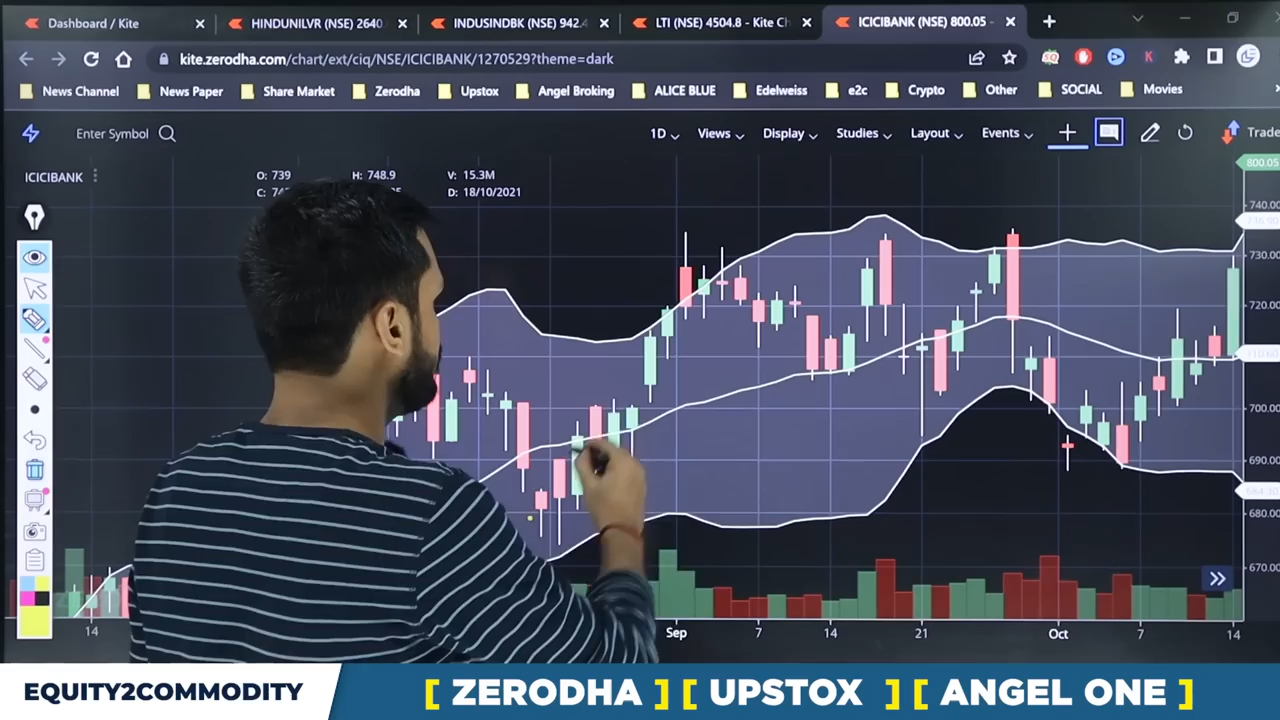 Dashboard / Kite
HINDUNILVR (NSE) 2640
INDUSINDBK (NSE) 942.4
LTI (NSE) 4504.8 - Kite Ch
ICICIBANK (NSE) 800.05 -
kite.zerodha.com/chart/ext/ciq/NSE/ICICIBANK/1270529?theme=dark
News Channel News Paper Share Market Zerodha Upstox Angel Broking ALICE BLUE Edelweiss e2c Crypto Other SOCIAL Movies
Enter Symbol 1D Views Display Studies Layout Events Trade
ICICIBANK
O: 739 H: 748.9 V: 15.3M
C: D: 18/10/2021
800.05
740.00
730.00
720.00
700.00
690.00
680.00
670.00
14 Sep 7 14 21 Oct 7 14
EQUITY2COMMODITY
[ ZERODHA ] [ UPSTOX ] [ ANGEL ONE ]